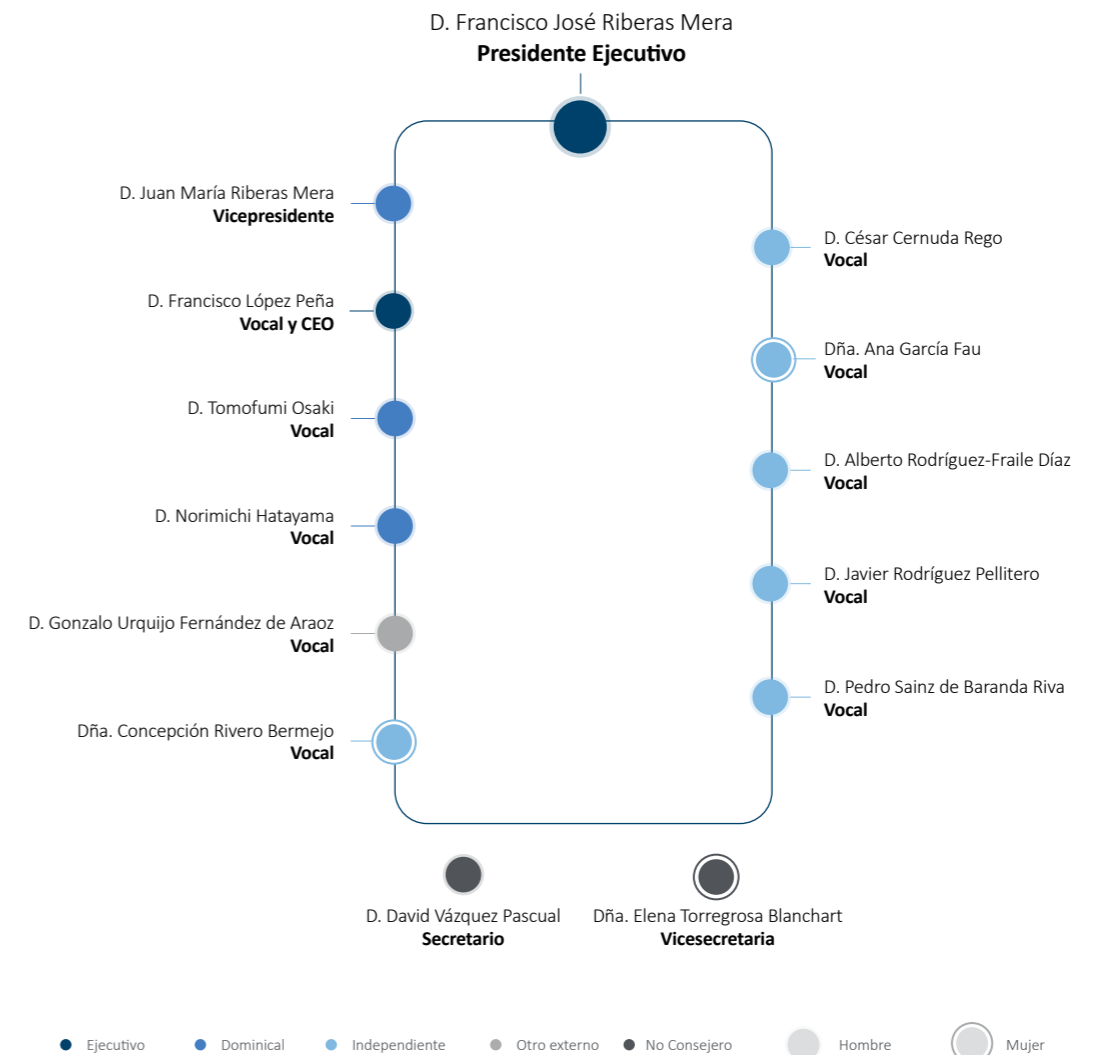 D. Francisco José Riberas Mera
Presidente Ejecutivo
D. Juan María Riberas Mera
Vicepresidente
D. Francisco López Peña
Vocal y CEO
D. Tomofumi Osaki
Vocal
D. Norimichi Hatayama
Vocal
D. Gonzalo Urquijo Fernández de Araoz
Vocal
Dña. Concepción Rivero Bermejo
Vocal
D. César Cernuda Rego
Vocal
Dña. Ana García Fau
Vocal
D. Alberto Rodríguez-Fraile Díaz
Vocal
D. Javier Rodríguez Pellitero
Vocal
D. Pedro Sainz de Baranda Riva
Vocal
D. David Vázquez Pascual
Secretario
Dña. Elena Torregrosa Blanchart
Vicesecretaria
Ejecutivo Dominical Independiente Otro externo No Consejero Hombre Mujer